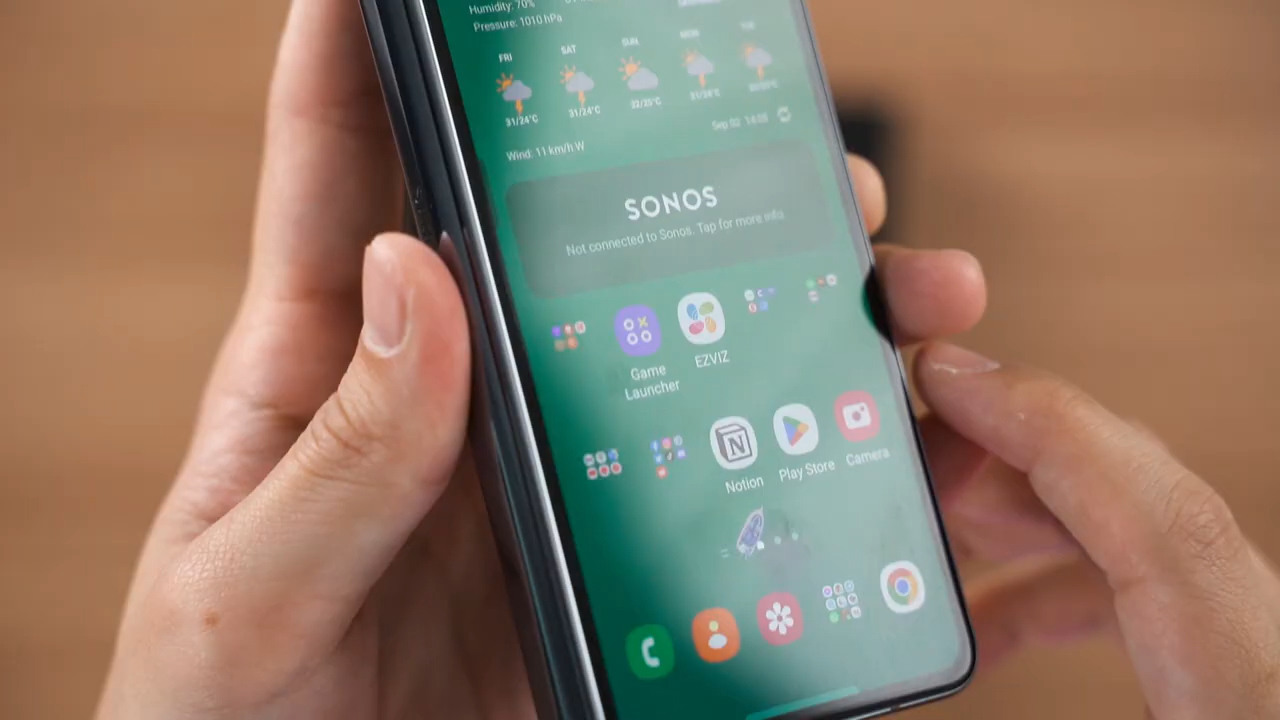 Humidity: 70%
Pressure: 1010 hPa
FRI SAT SUN MON TUE
31/24°C 31/24°C 32/25°C 31/24°C
Sep 02 14:05
Wind: 11 km/h W
SONOS
Not connected to Sonos. Tap for more info
Game
Launcher
EZVIZ
N
Notion
Play Store
Camera